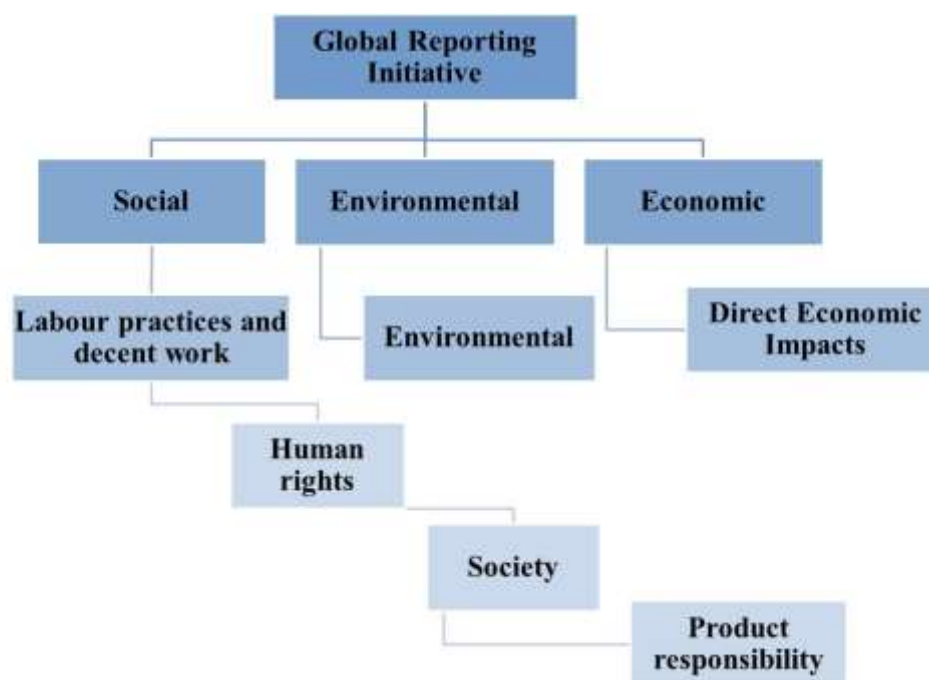 Global Reporting
Initiative
Social
Environmental
Economic
Labour practices and
decent work
Environmental
Direct Economic
Impacts
Human
rights
Society
Product
responsibility